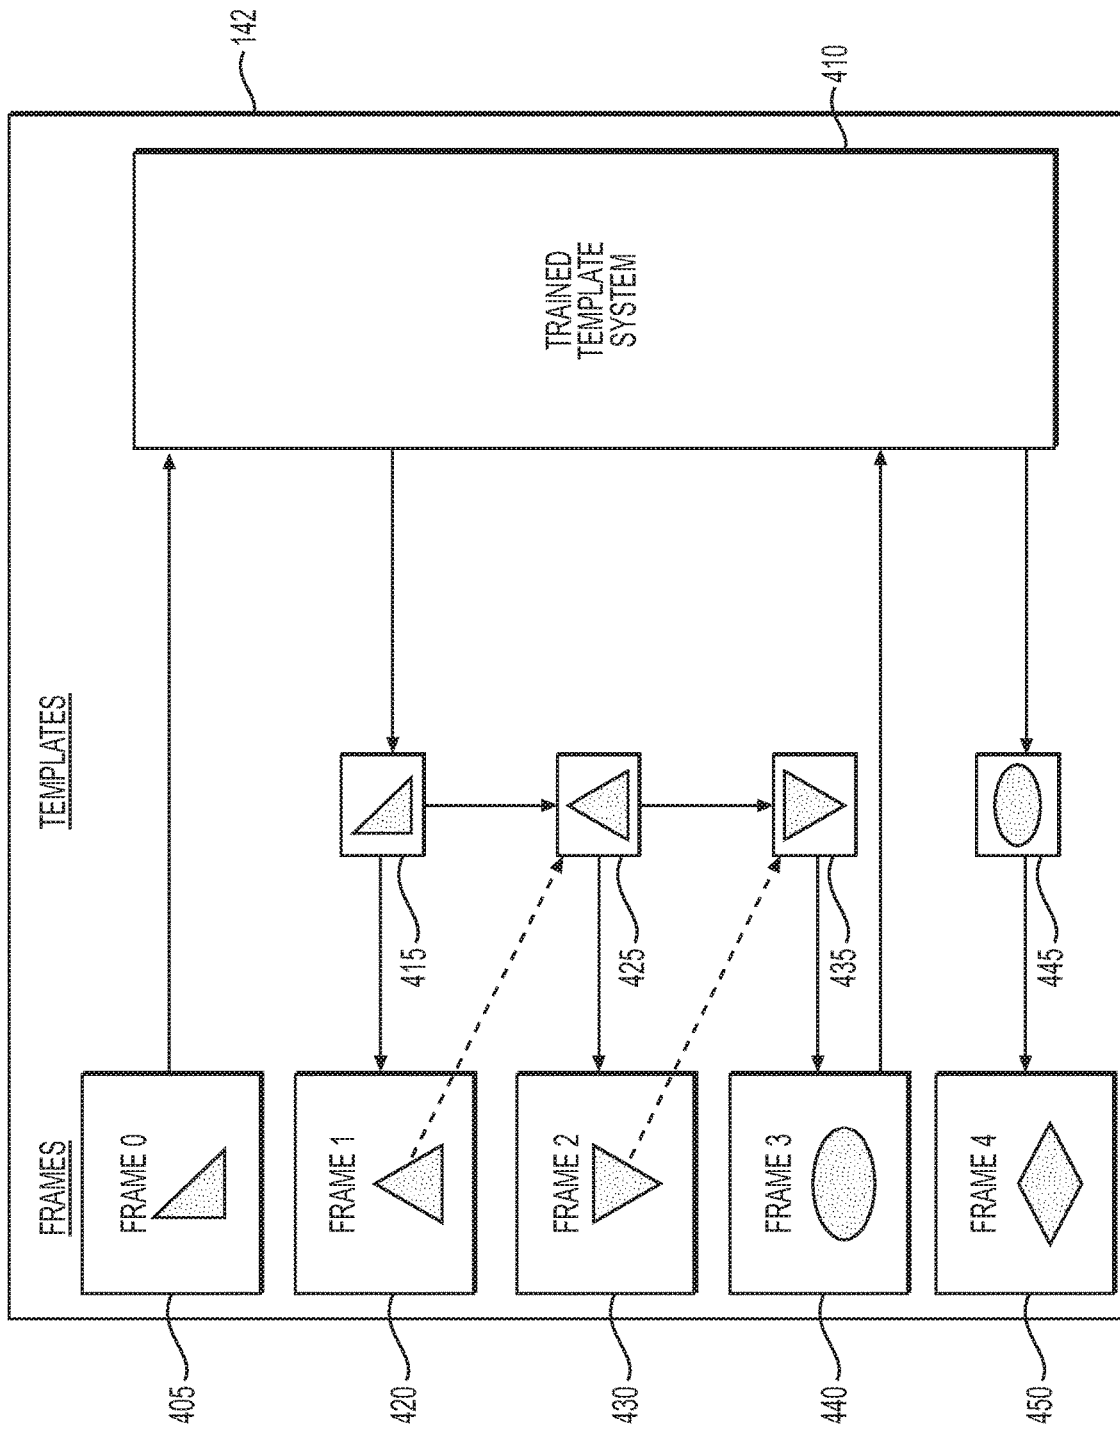 142
410
TEMPLATES
FRAMES
TRAINED
TEMPLATE
SYSTEM
FRAME 0
405
415
FRAME 1
420
425
FRAME 2
430
435
FRAME 3
440
445
FRAME 4
450